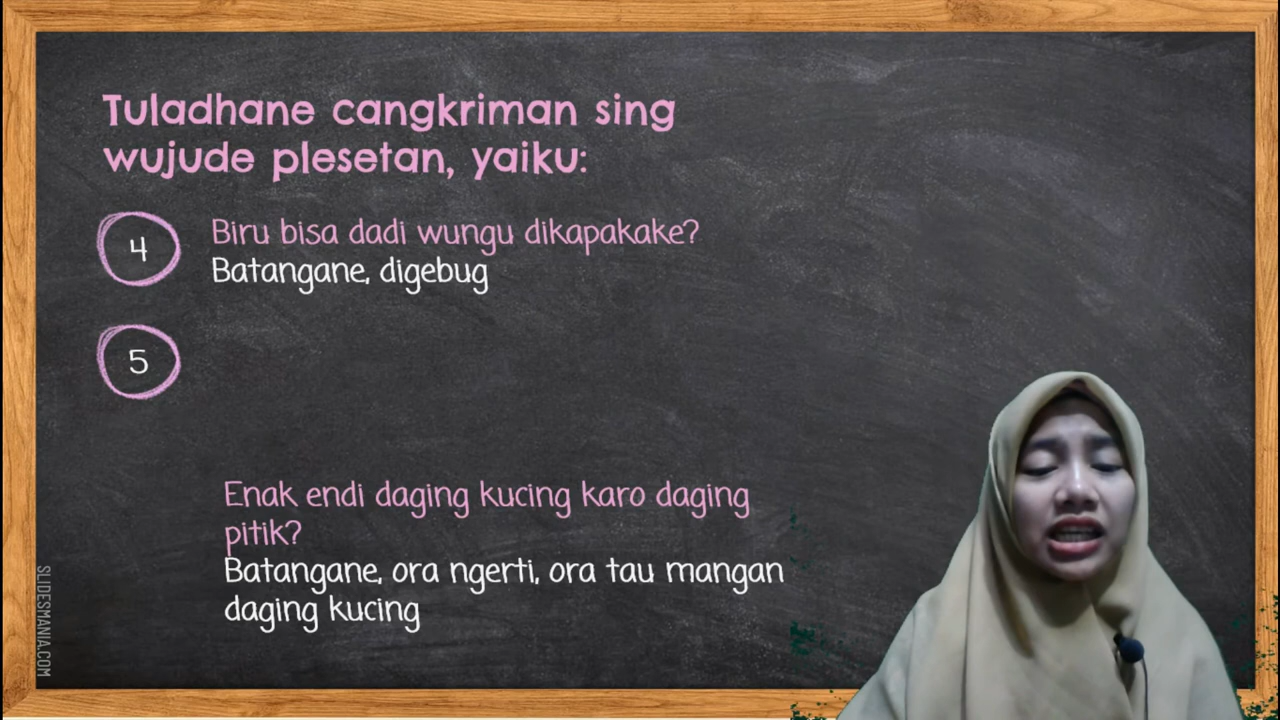 Tuladhane cangkriman sing
wujude plesetan, yaiku:
4
Biru bisa dadi wungu dikapakake?
Batangane, digebug
5
Enak endi daging kucing karo daging
pitik?
Batangane, ora ngerti, ora tau mangan
daging kucing
SLIDESMANIA.COM